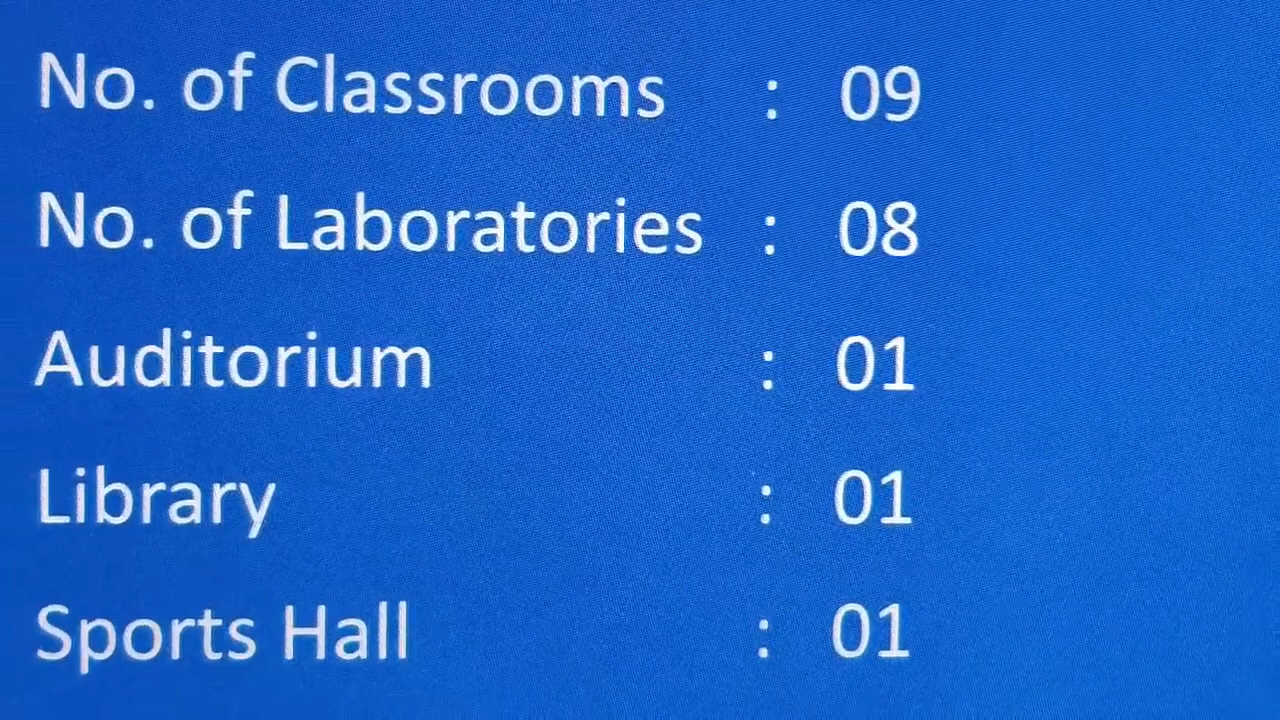 No. of Classrooms : 09
No. of Laboratories : 08
Auditorium : 01
Library : 01
Sports Hall : 01